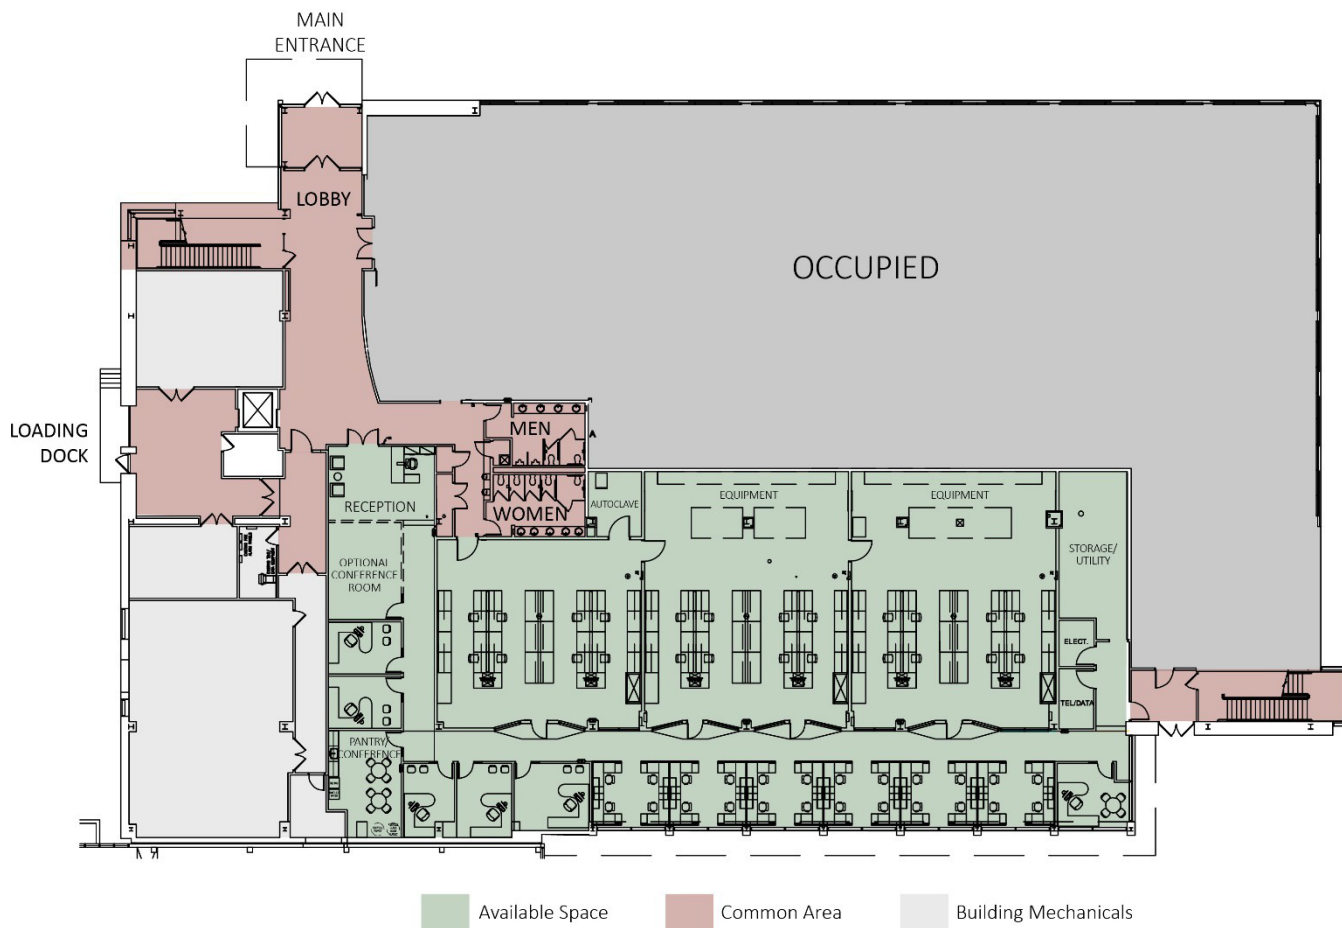 MAIN
ENTRANCE
LOBBY
OCCUPIED
LOADING
DOCK
MEN
WOMEN
RECEPTION
AUTOCLAVE
EQUIPMENT
EQUIPMENT
STORAGE/
UTILITY
OPTIONAL
CONFERENCE
ROOM
ELECT.
TEL/DATA
PANTRY/
CONFERENCE
Available Space
Common Area
Building Mechanicals